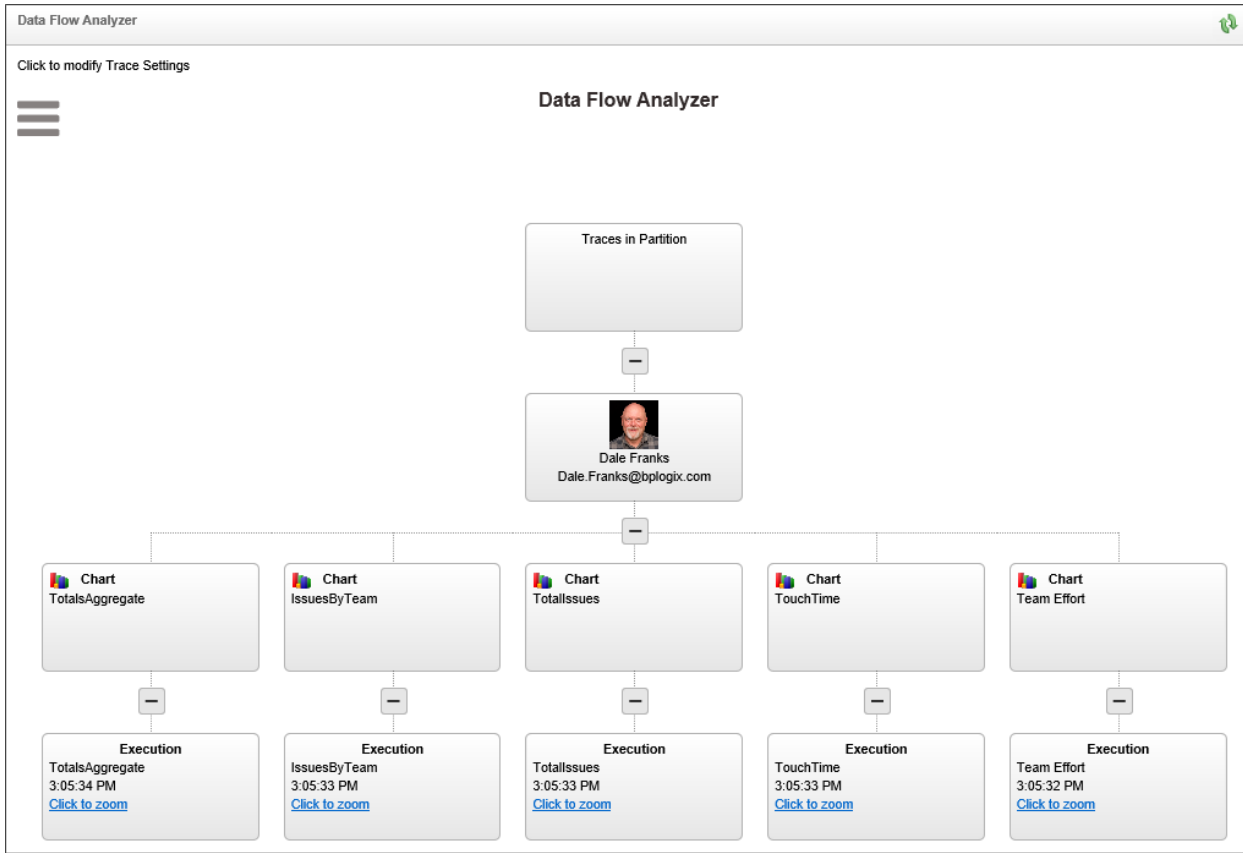 Data Flow Analyzer
Click to modify Trace Settings
Data Flow Analyzer
Traces in Partition
Dale Franks
Dale.Franks@bplogix.com
Chart
TotalsAggregate
Chart
IssuesByTeam
Chart
TotalIssues
Chart
TouchTime
Chart
Team Effort
Execution
TotalsAggregate
3:05:34 PM
Click to zoom
Execution
IssuesByTeam
3:05:33 PM
Click to zoom
Execution
TotalIssues
3:05:33 PM
Click to zoom
Execution
TouchTime
3:05:33 PM
Click to zoom
Execution
Team Effort
3:05:32 PM
Click to zoom